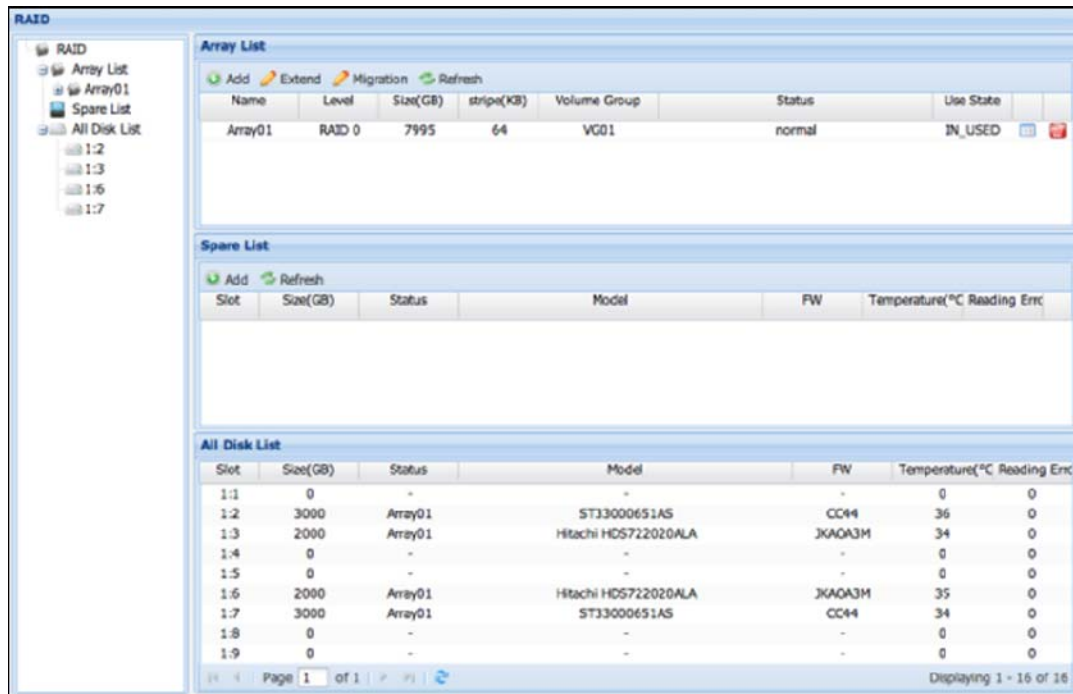 RAID
RAID
Array List
Array01
Spare List
All Disk List
1:2
1:3
1:6
1:7
Array List
Add Extend Migration Refresh
Name Level Size(GB) stripe(KB) Volume Group Status Use State
Array01 RAID 0 7995 64 VG01 normal IN_USED
Spare List
Add Refresh
Slot Size(GB) Status Model FW Temperature(°C Reading Errc
All Disk List
Slot Size(GB) Status Model FW Temperature(°C Reading Errc
1:1 0 - - - 0 0
1:2 3000 Array01 ST33000651AS CC44 36 0
1:3 2000 Array01 Hitachi HDS722020ALA JKAOA3M 34 0
1:4 0 - - - 0 0
1:5 0 - - - 0 0
1:6 2000 Array01 Hitachi HDS722020ALA JKAOA3M 35 0
1:7 3000 Array01 ST33000651AS CC44 34 0
1:8 0 - - - 0 0
1:9 0 - - - 0 0
Page 1 of 1 Displaying 1 - 16 of 16